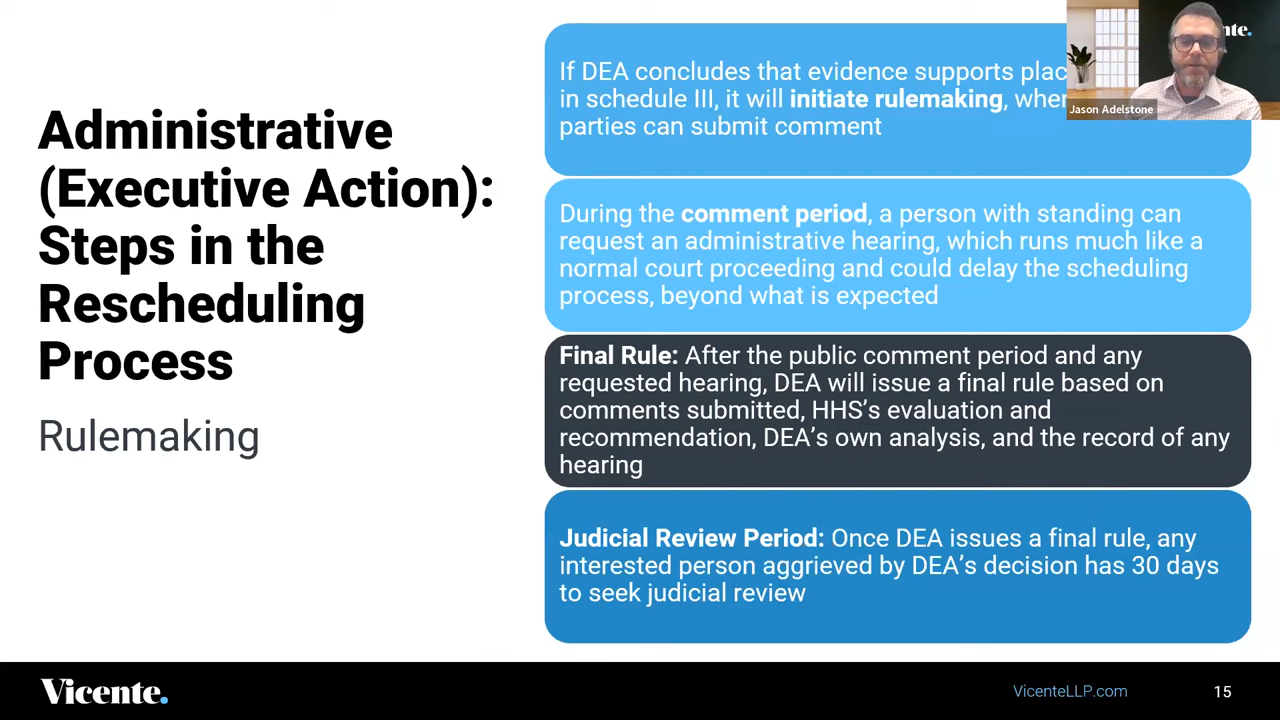 Administrative
(Executive Action):
Steps in the
Rescheduling
Process
Rulemaking
If DEA concludes that evidence supports
in schedule III, it will initiate rulemaking,
parties can submit comment
During the comment period, a person with standing can
request an administrative hearing, which runs much like a
normal court proceeding and could delay the scheduling
process, beyond what is expected
Final Rule: After the public comment period and any
requested hearing, DEA will issue a final rule based on
comments submitted, HHS's evaluation and
recommendation, DEA's own analysis, and the record of any
hearing
Judicial Review Period: Once DEA issues a final rule, any
interested person aggrieved by DEA's decision has 30 days
to seek judicial review
Jason Adelstone
Vicente.
VicenteLLP.com
15